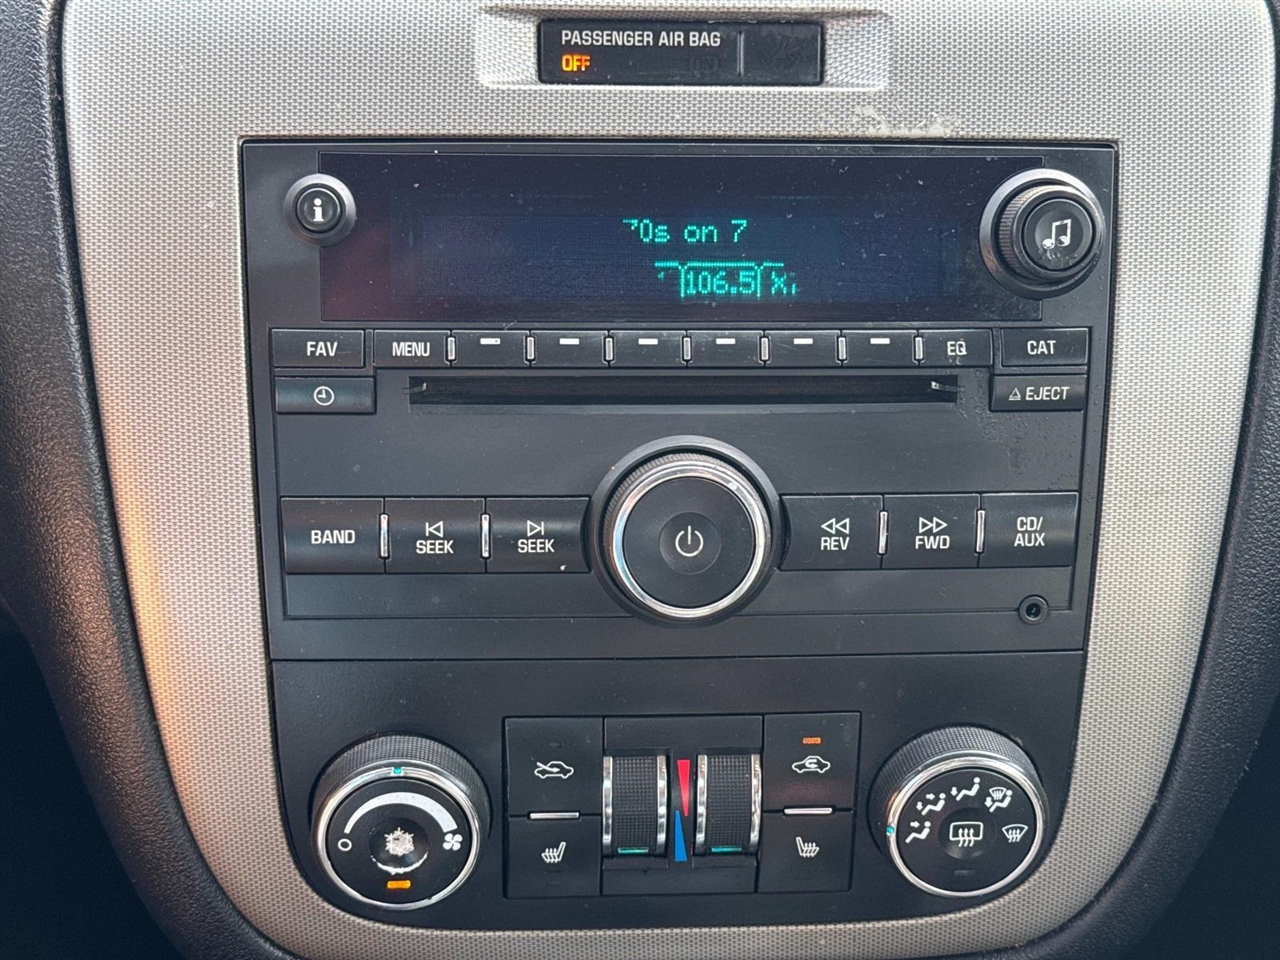 PASSENGER AIR BAG
OFF
i
70s on 7
106.5
FAV
MENU
EQ
CAT
EJECT
BAND
SEEK
SEEK
REV
FWD
CD/
AUX